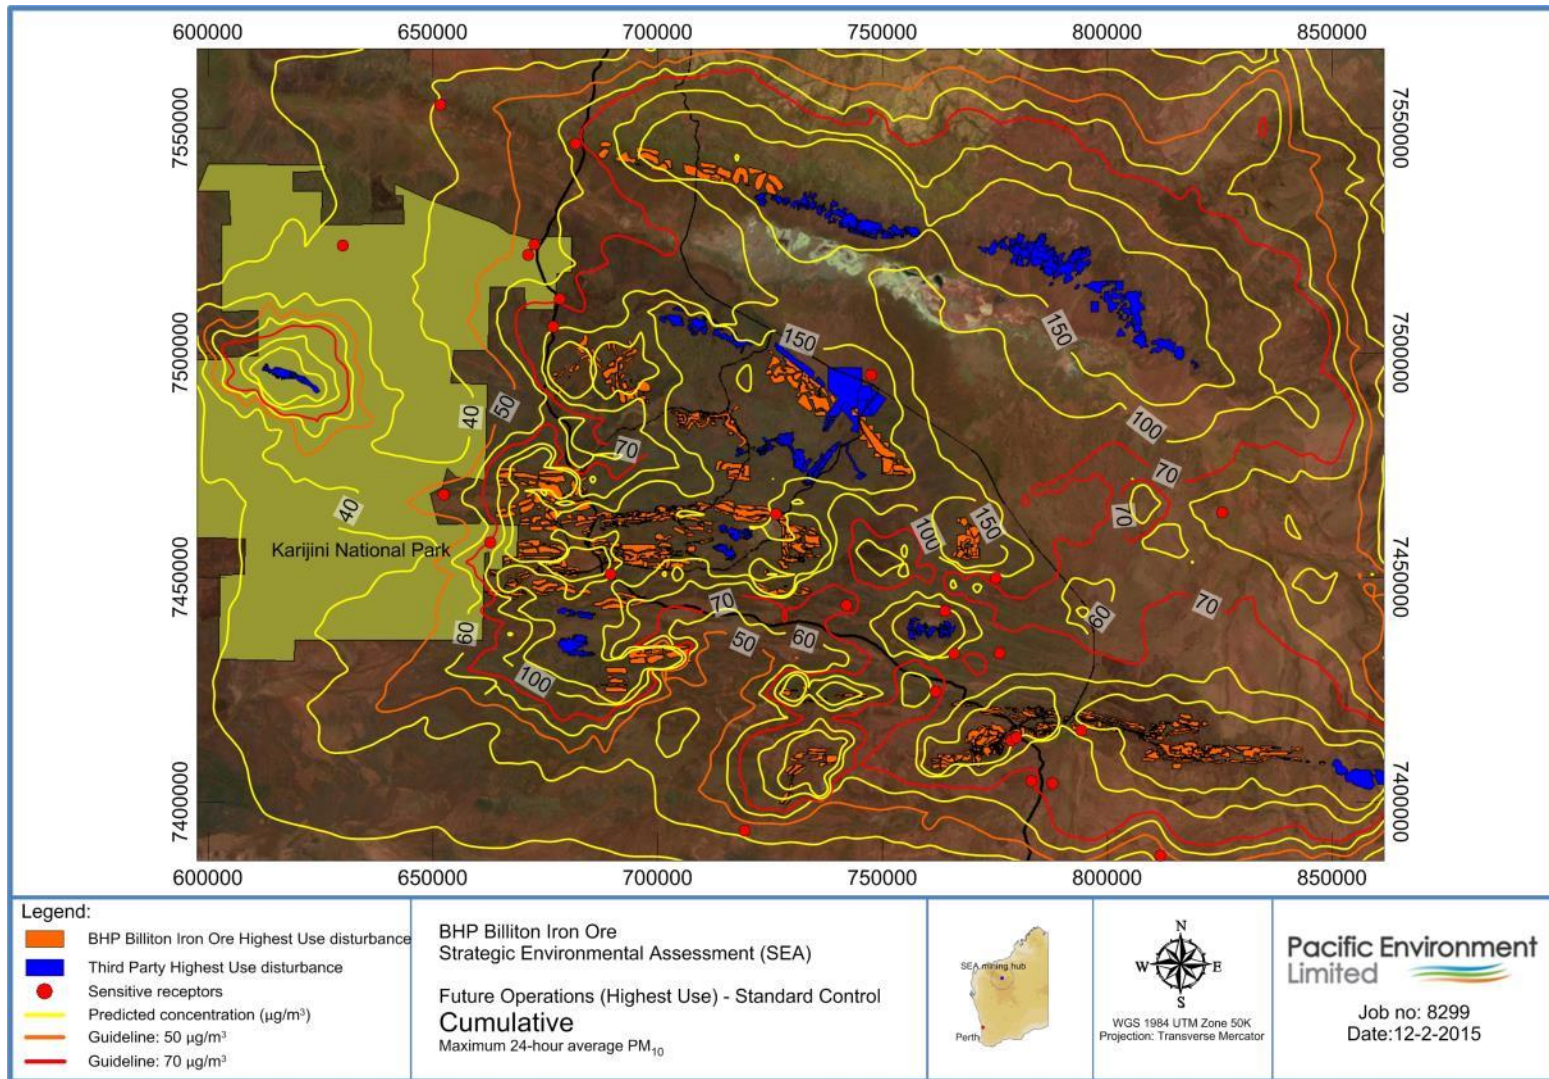 600000 650000 700000 750000 800000 850000
7550000
7500000
7450000
7400000
7550000
7500000
7450000
7400000
150
150
40
50
100
70
70
40
100
150
70
Karijini National Park
70
60
70
60
60
50
100
600000 650000 700000 750000 800000 850000
Legend:
BHP Billiton Iron Ore Highest Use disturbance
Third Party Highest Use disturbance
Sensitive receptors
Predicted concentration (µg/m³)
Guideline: 50 µg/m³
Guideline: 70 µg/m³
BHP Billiton Iron Ore
Strategic Environmental Assessment (SEA)
Future Operations (Highest Use) - Standard Control
Cumulative
Maximum 24-hour average PM₁₀
SEA mining hub
Perth
N
W E
S
WGS 1984 UTM Zone 50K
Projection: Transverse Mercator
Pacific Environment
Limited
Job no: 8299
Date:12-2-2015